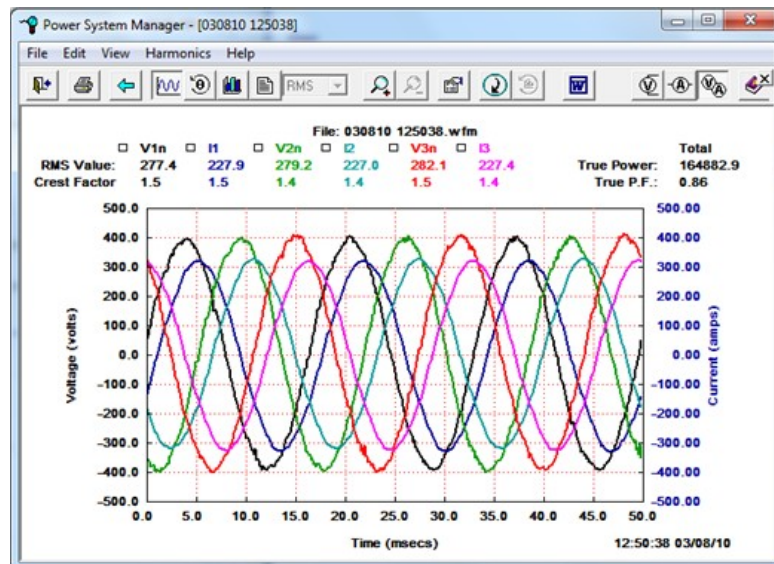 Power System Manager - [030810 125038]
File Edit View Harmonics Help
RMS
File: 030810 125038.wfm
V1n I1 V2n I2 V3n I3 Total
RMS Value: 277.4 227.9 279.2 227.0 282.1 227.4 True Power: 164882.9
Crest Factor 1.5 1.5 1.4 1.4 1.5 1.4 True P.F.: 0.86
500.0 500.00
400.0 400.00
300.0 300.00
200.0 200.00
100.0 100.00
0.0 0.00
-100.0 -100.00
-200.0 -200.00
-300.0 -300.00
-400.0 -400.00
-500.0 -500.00
Voltage (volts)
Current (amps)
0.0 5.0 10.0 15.0 20.0 25.0 30.0 35.0 40.0 45.0 50.0
Time (msecs) 12:50:38 03/08/10